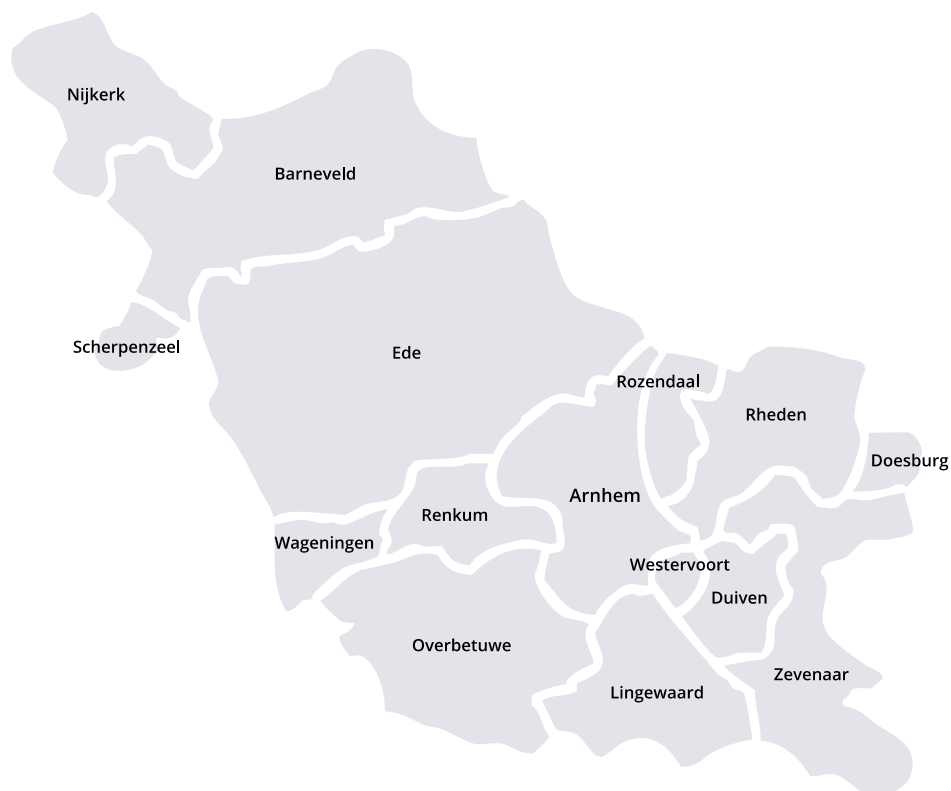 Nijkerk
Barneveld
Scherpenzeel
Ede
Rozendaal
Rheden
Doesburg
Arnhem
Renkum
Wageningen
Westervoort
Duiven
Overbetuwe
Zevenaar
Lingewaard